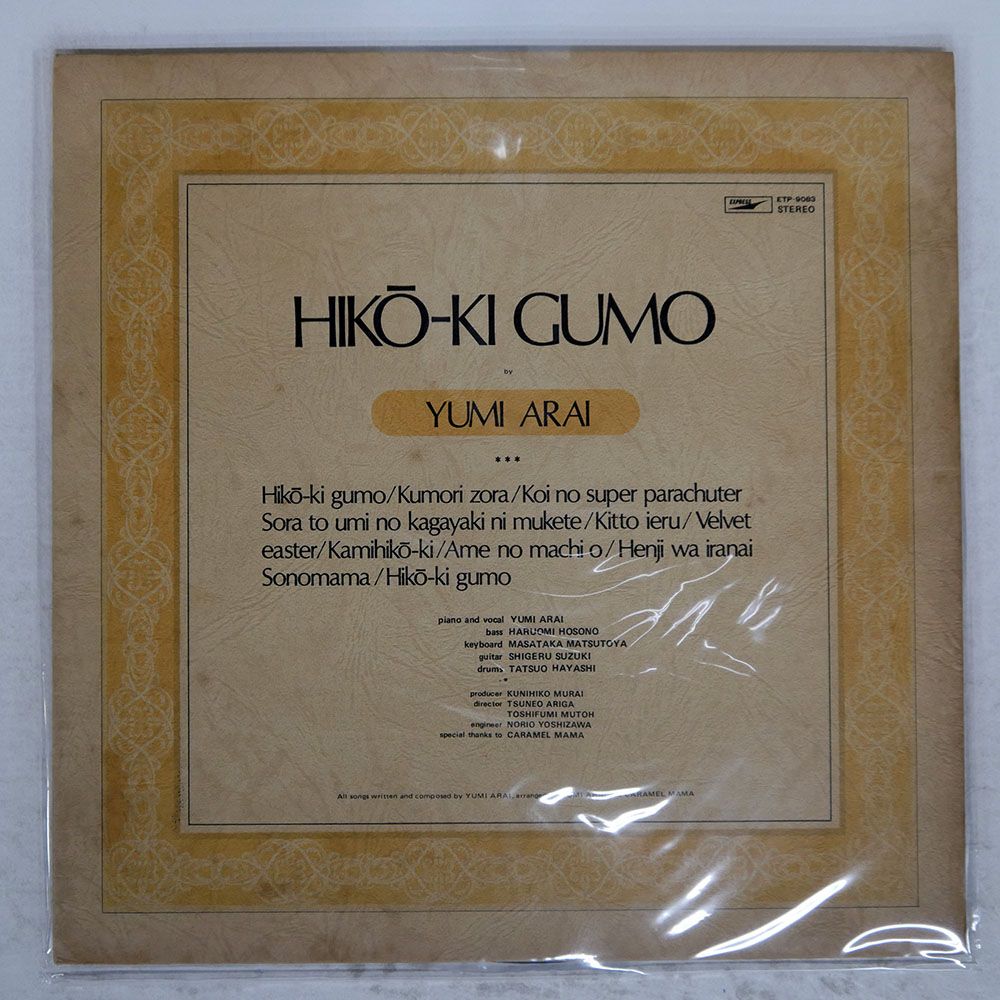 EXPRESS ETP-9083
STEREO
HIKŌ-KI GUMO
by
YUMI ARAI
***
Hikō-ki gumo/Kumori zora/Koi no super parachuter
Sora to umi no kagayaki ni mukete/Kitto ieru/Velvet
easter/Kamihikō-ki/Ame no machi o/Henji wa iranai
Sonomama/Hikō-ki gumo
piano and vocal YUMI ARAI
bass HARUOMI HOSONO
keyboard MASATAKA MATSUTOYA
guitar SHIGERU SUZUKI
drums TATSUO HAYASHI
producer KUNIHIKO MURAI
director TSUNEO ARIGA
TOSHIFUMI MUTOH
engineer NORIO YOSHIZAWA
special thanks to CARAMEL MAMA
All songs written and composed by YUMI ARAI, CARAMEL MAMA